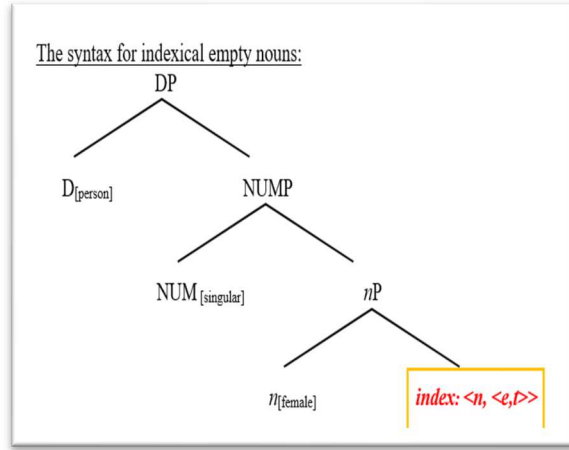 The syntax for indexical empty nouns:
DP
D[person] NUMP
NUM [singular] nP
n[female] index: <n, <e,t>>